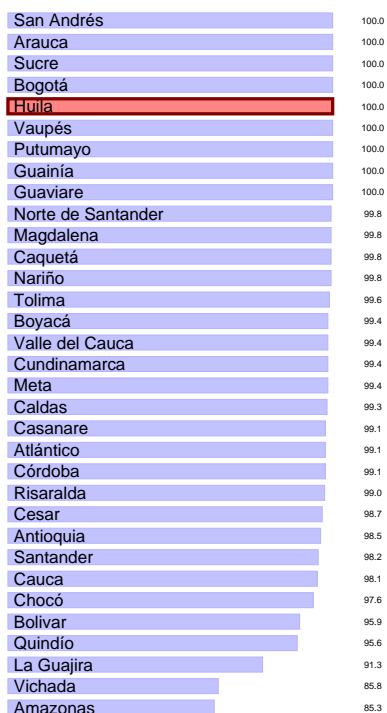 San Andrés 100.0
Arauca 100.0
Sucre 100.0
Bogotá 100.0
Huila 100.0
Vaupés 100.0
Putumayo 100.0
Guainía 100.0
Guaviare 100.0
Norte de Santander 99.8
Magdalena 99.8
Caquetá 99.8
Nariño 99.8
Tolima 99.6
Boyacá 99.4
Valle del Cauca 99.4
Cundinamarca 99.4
Meta 99.4
Caldas 99.3
Casanare 99.1
Atlántico 99.1
Córdoba 99.1
Risaralda 99.0
Cesar 98.7
Antioquia 98.5
Santander 98.2
Cauca 98.1
Chocó 97.6
Bolivar 95.9
Quindío 95.6
La Guajira 91.3
Vichada 85.8
Amazonas 85.3